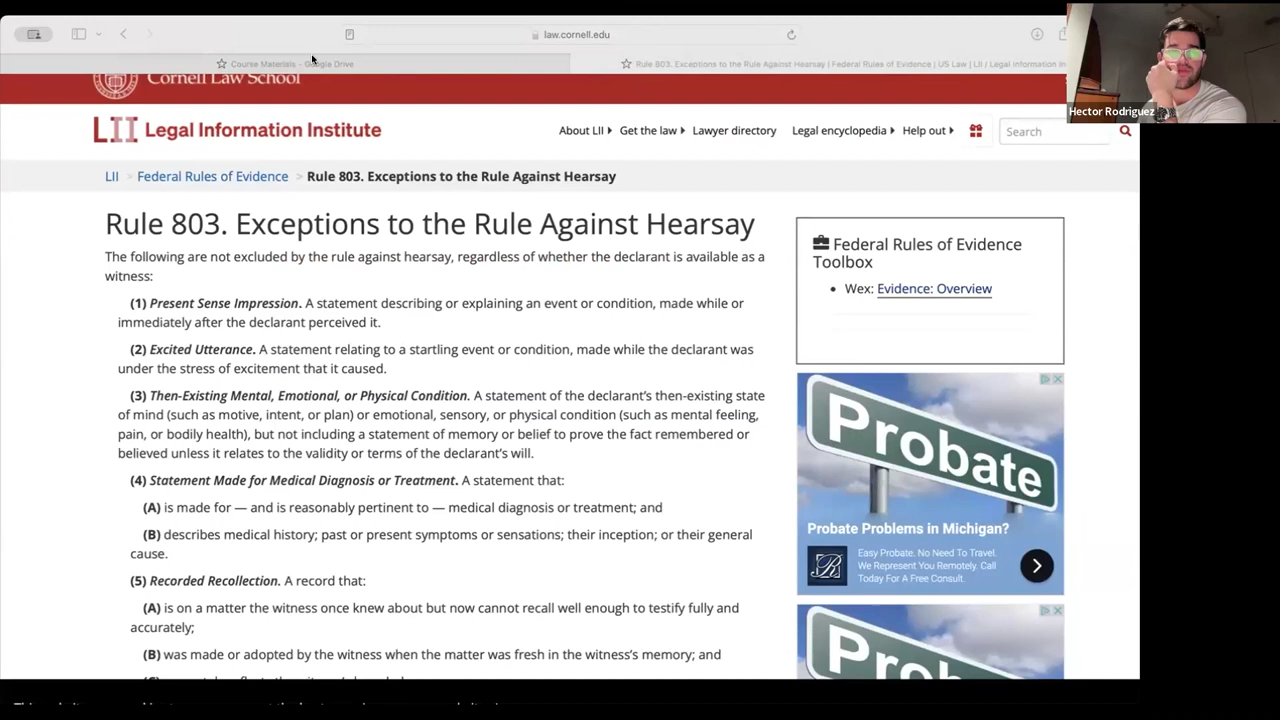 law.cornell.edu
Course Materials - Google Drive
Rule 803. Exceptions to the Rule Against Hearsay | Federal Rules of Evidence | US Law | LII / Legal Information In
Hector Rodriguez
Cornell Law School
LII Legal Information Institute
About LII
Get the law
Lawyer directory
Legal encyclopedia
Help out
Search
LII > Federal Rules of Evidence > Rule 803. Exceptions to the Rule Against Hearsay
Rule 803. Exceptions to the Rule Against Hearsay
The following are not excluded by the rule against hearsay, regardless of whether the declarant is available as a
witness:
(1) Present Sense Impression. A statement describing or explaining an event or condition, made while or
immediately after the declarant perceived it.
(2) Excited Utterance. A statement relating to a startling event or condition, made while the declarant was
under the stress of excitement that it caused.
(3) Then-Existing Mental, Emotional, or Physical Condition. A statement of the declarant's then-existing state
of mind (such as motive, intent, or plan) or emotional, sensory, or physical condition (such as mental feeling,
pain, or bodily health), but not including a statement of memory or belief to prove the fact remembered or
believed unless it relates to the validity or terms of the declarant's will.
(4) Statement Made for Medical Diagnosis or Treatment. A statement that:
(A) is made for — and is reasonably pertinent to — medical diagnosis or treatment; and
(B) describes medical history; past or present symptoms or sensations; their inception; or their general
cause.
(5) Recorded Recollection. A record that:
(A) is on a matter the witness once knew about but now cannot recall well enough to testify fully and
accurately;
(B) was made or adopted by the witness when the matter was fresh in the witness's memory; and
Federal Rules of Evidence
Toolbox
Wex: Evidence: Overview
Probate
Probate Problems in Michigan?
Easy Probate, No Need To Travel.
We Represent You Remotely. Call
Today For A Free Consult.